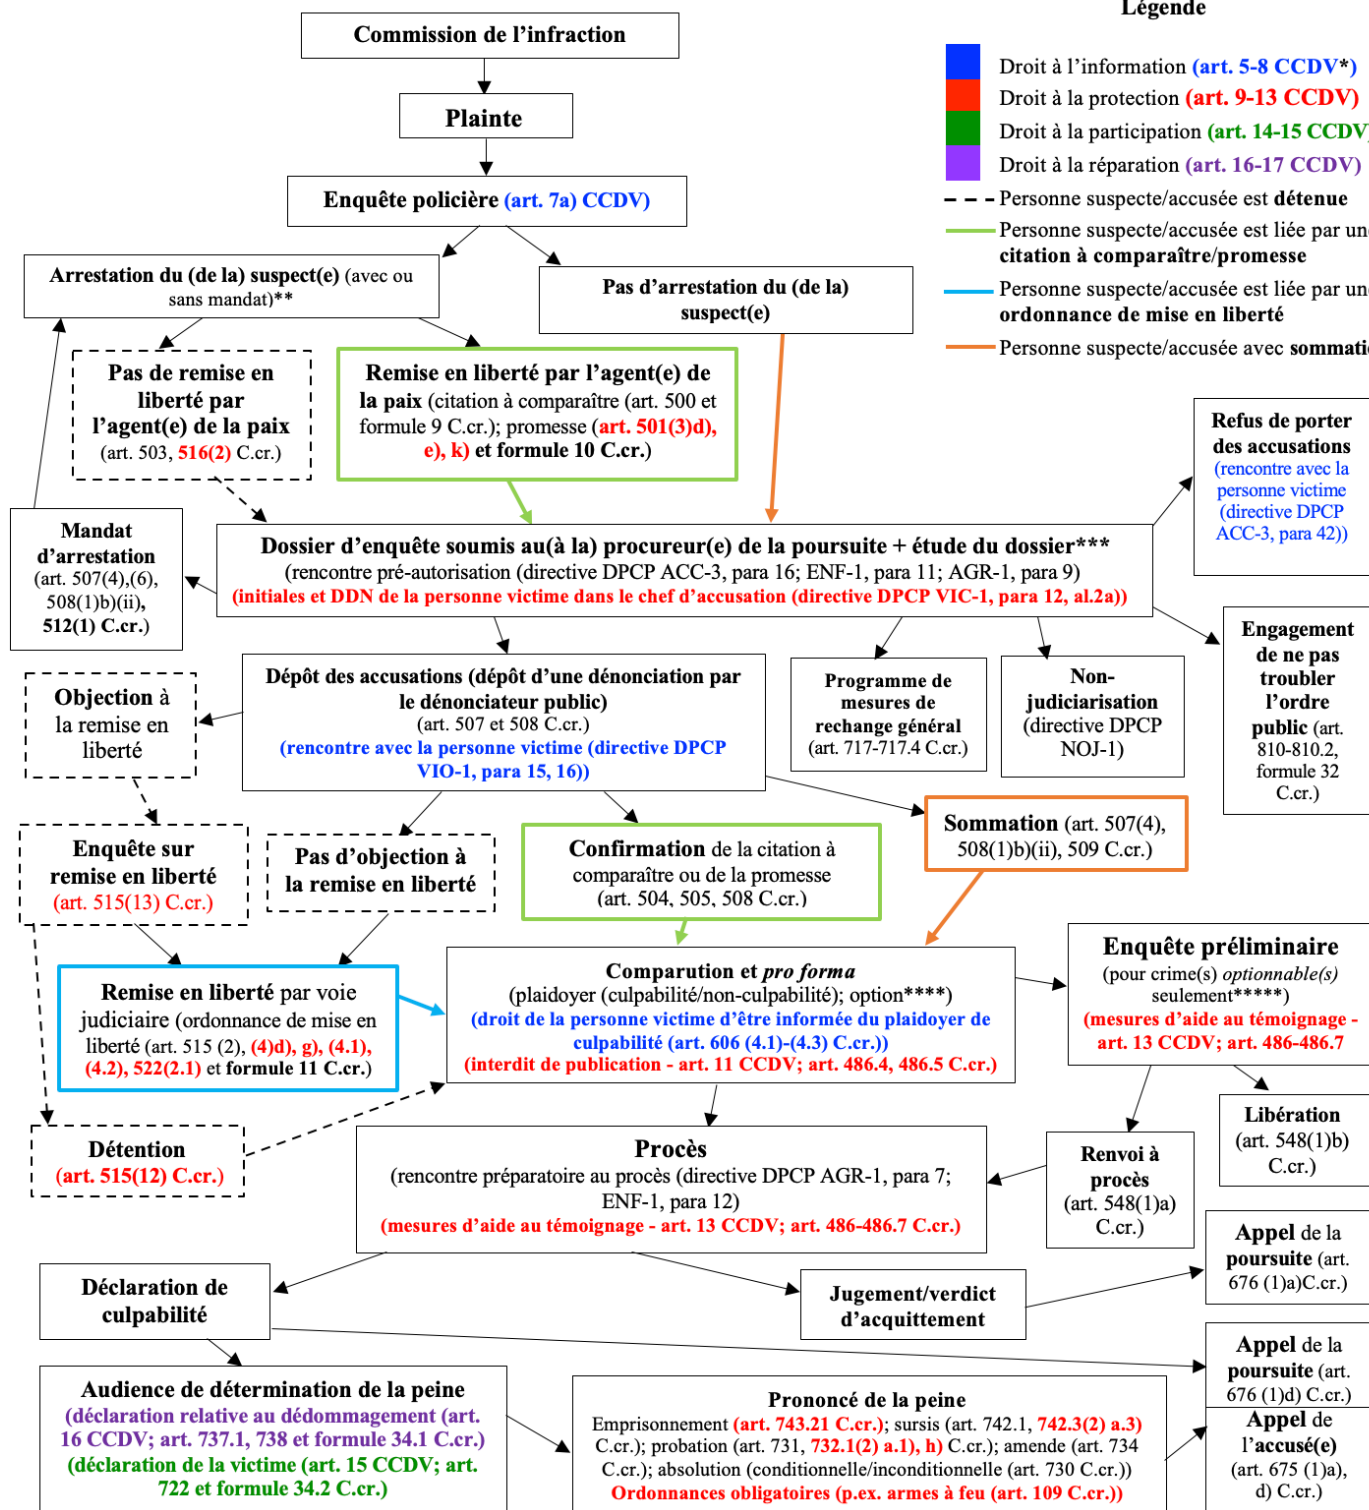 Légende
Droit à l’information (art. 5-8 CCDV*)
Droit à la protection (art. 9-13 CCDV)
Droit à la participation (art. 14-15 CCDV)
Droit à la réparation (art. 16-17 CCDV)
Personne suspecte/accusée est détenue
Personne suspecte/accusée est liée par une
citation à comparaître/promesse
Personne suspecte/accusée est liée par une
ordonnance de mise en liberté
Personne suspecte/accusée avec
Commission de l’infraction
Plainte
Enquête policière (art. 7a) CCDV)
Arrestation du (de la) suspect(e) (avec ou
sans mandat)**
Pas d’arrestation du (de la)
suspect(e)
Pas de remise en
liberté par
l’agent(e) de la paix
(art. 503, 516(2) C.cr.)
Remise en liberté par l’agent(e) de
la paix (citation à comparaître (art. 500 et
formule 9 C.cr.); promesse (art. 501(3)d),
e), k) et formule 10 C.cr.)
Refus de porter
des accusations
(rencontre avec la
personne victime
(directive DPCP
ACC-3, para 42))
Mandat
d’arrestation
(art. 507(4),(6),
508(1)b)(ii),
512(1) C.cr.)
Dossier d’enquête soumis au(à la) procureur(e) de la poursuite + étude du dossier***
(rencontre pré-autorisation (directive DPCP ACC-3, para 16; ENF-1, para 11; AGR-1, para 9)
(initiales et DDN de la personne victime dans le chef d’accusation (directive DPCP VIC-1, para 12, al.2a))
Engagement
de ne pas
troubler
l’ordre
public (art.
810-810.2,
formule 32
C.cr.)
Objection à
la remise en
liberté
Dépôt des accusations (dépôt d’une dénonciation par
le dénonciateur public)
(art. 507 et 508 C.cr.)
(rencontre avec la personne victime (directive DPCP
VIO-1, para 15, 16))
Programme de
mesures de
rechange général
(art. 717-717.4 C.cr.)
Non-
judiciarisation
(directive DPCP
NOJ-1)
Enquête sur
remise en liberté
(art. 515(13) C.cr.)
Pas d’objection à
la remise en liberté
Confirmation de la citation à
comparaître ou de la promesse
(art. 504, 505, 508 C.cr.)
Sommation (art. 507(4),
508(1)b)(ii), 509 C.cr.)
Remise en liberté par voie
judiciaire (ordonnance de mise en
liberté (art. 515 (2), (4)d), g), (4.1),
(4.2), 522(2.1) et formule 11 C.cr.)
Comparution et pro forma
(plaidoyer (culpabilité/non-culpabilité); option****)
(droit de la personne victime d’être informée du plaidoyer de
culpabilité (art. 606 (4.1)-(4.3) C.cr.))
(interdit de publication - art. 11 CCDV; art. 486.4, 486.5 C.cr.)
Enquête préliminaire
(pour crime(s) optionnable(s)
seulement*****)
(mesures d’aide au témoignage -
art. 13 CCDV; art. 486-486.7
Détention
(art. 515(12) C.cr.)
Procès
(rencontre préparatoire au procès (directive DPCP AGR-1, para 7;
ENF-1, para 12)
(mesures d’aide au témoignage - art. 13 CCDV; art. 486-486.7 C.cr.)
Renvoi à
procès
(art. 548(1)a)
C.cr.)
Libération
(art. 548(1)b)
C.cr.)
Déclaration de
culpabilité
Jugement/verdict
d’acquittement
Appel de la
poursuite (art.
676 (1)a)C.cr.)
Appel de la
poursuite (art.
676 (1)d) C.cr.)
Audience de détermination de la peine
(déclaration relative au dédommagement (art.
16 CCDV; art. 737.1, 738 et formule 34.1 C.cr.)
(déclaration de la victime (art. 15 CCDV; art.
722 et formule 34.2 C.cr.)
Prononcé de la peine
Emprisonnement (art. 743.21 C.cr.); sursis (art. 742.1, 742.3(2) a.3)
C.cr.); probation (art. 731, 732.1(2) a.1), h) C.cr.); amende (art. 734
C.cr.); absolution (conditionnelle/inconditionnelle (art. 730 C.cr.))
Ordonnances obligatoires (p.ex. armes à feu (art. 109 C.cr.))
Appel de
l’accusé(e)
(art. 675 (1)a),
d) C.cr.)